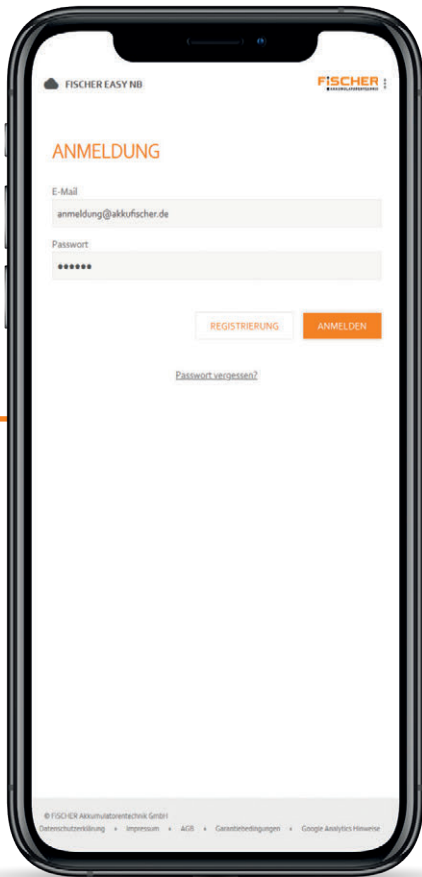 FISCHER EASY NB
FISCHER
AKKUMULATORENTECHNIK
ANMELDUNG
E-Mail
anmeldung@akkufischer.de
Passwort
●●●●●●
REGISTRIERUNG
ANMELDEN
Passwort vergessen?
© FISCHER Akkumulatorentechnik GmbH
Datenschutzerklärung • Impressum • AGB • Garantiebedingungen • Google Analytics Hinweise